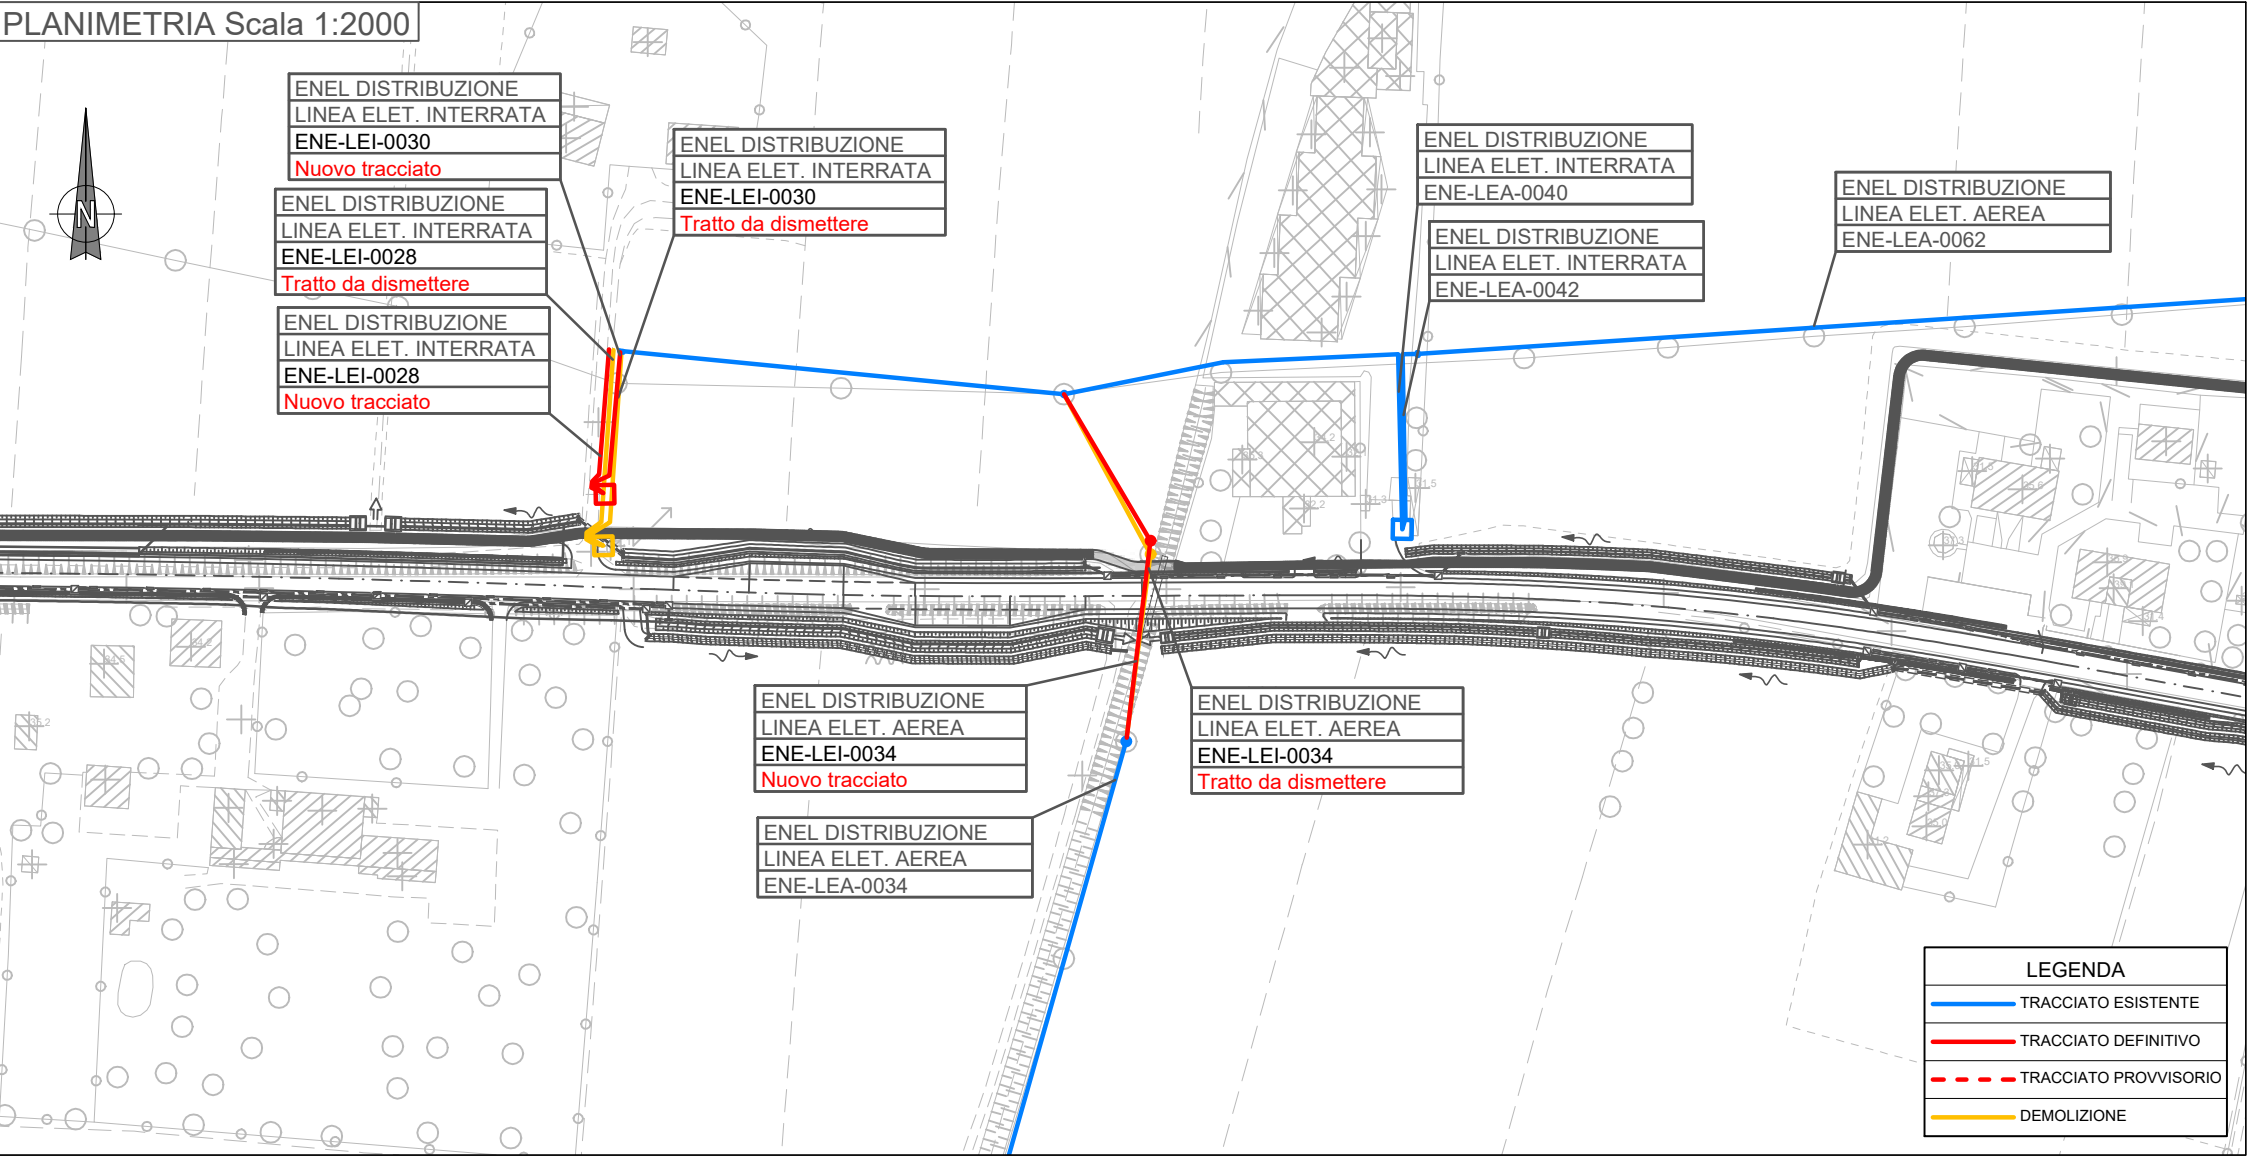 PLANIMETRIA Scala 1:2000
N
ENEL DISTRIBUZIONE
LINEA ELET. INTERRATA
ENE-LEI-0030
Nuovo tracciato
ENEL DISTRIBUZIONE
LINEA ELET. INTERRATA
ENE-LEI-0028
Tratto da dismettere
ENEL DISTRIBUZIONE
LINEA ELET. INTERRATA
ENE-LEI-0028
Nuovo tracciato
ENEL DISTRIBUZIONE
LINEA ELET. INTERRATA
ENE-LEI-0030
Tratto da dismettere
ENEL DISTRIBUZIONE
LINEA ELET. INTERRATA
ENE-LEA-0040
ENEL DISTRIBUZIONE
LINEA ELET. INTERRATA
ENE-LEA-0042
ENEL DISTRIBUZIONE
LINEA ELET. AEREA
ENE-LEA-0062
ENEL DISTRIBUZIONE
LINEA ELET. AEREA
ENE-LEI-0034
Nuovo tracciato
ENEL DISTRIBUZIONE
LINEA ELET. AEREA
ENE-LEI-0034
Tratto da dismettere
ENEL DISTRIBUZIONE
LINEA ELET. AEREA
ENE-LEA-0034
LEGENDA
TRACCIATO ESISTENTE
TRACCIATO DEFINITIVO
TRACCIATO PROVVISORIO
DEMOLIZIONE